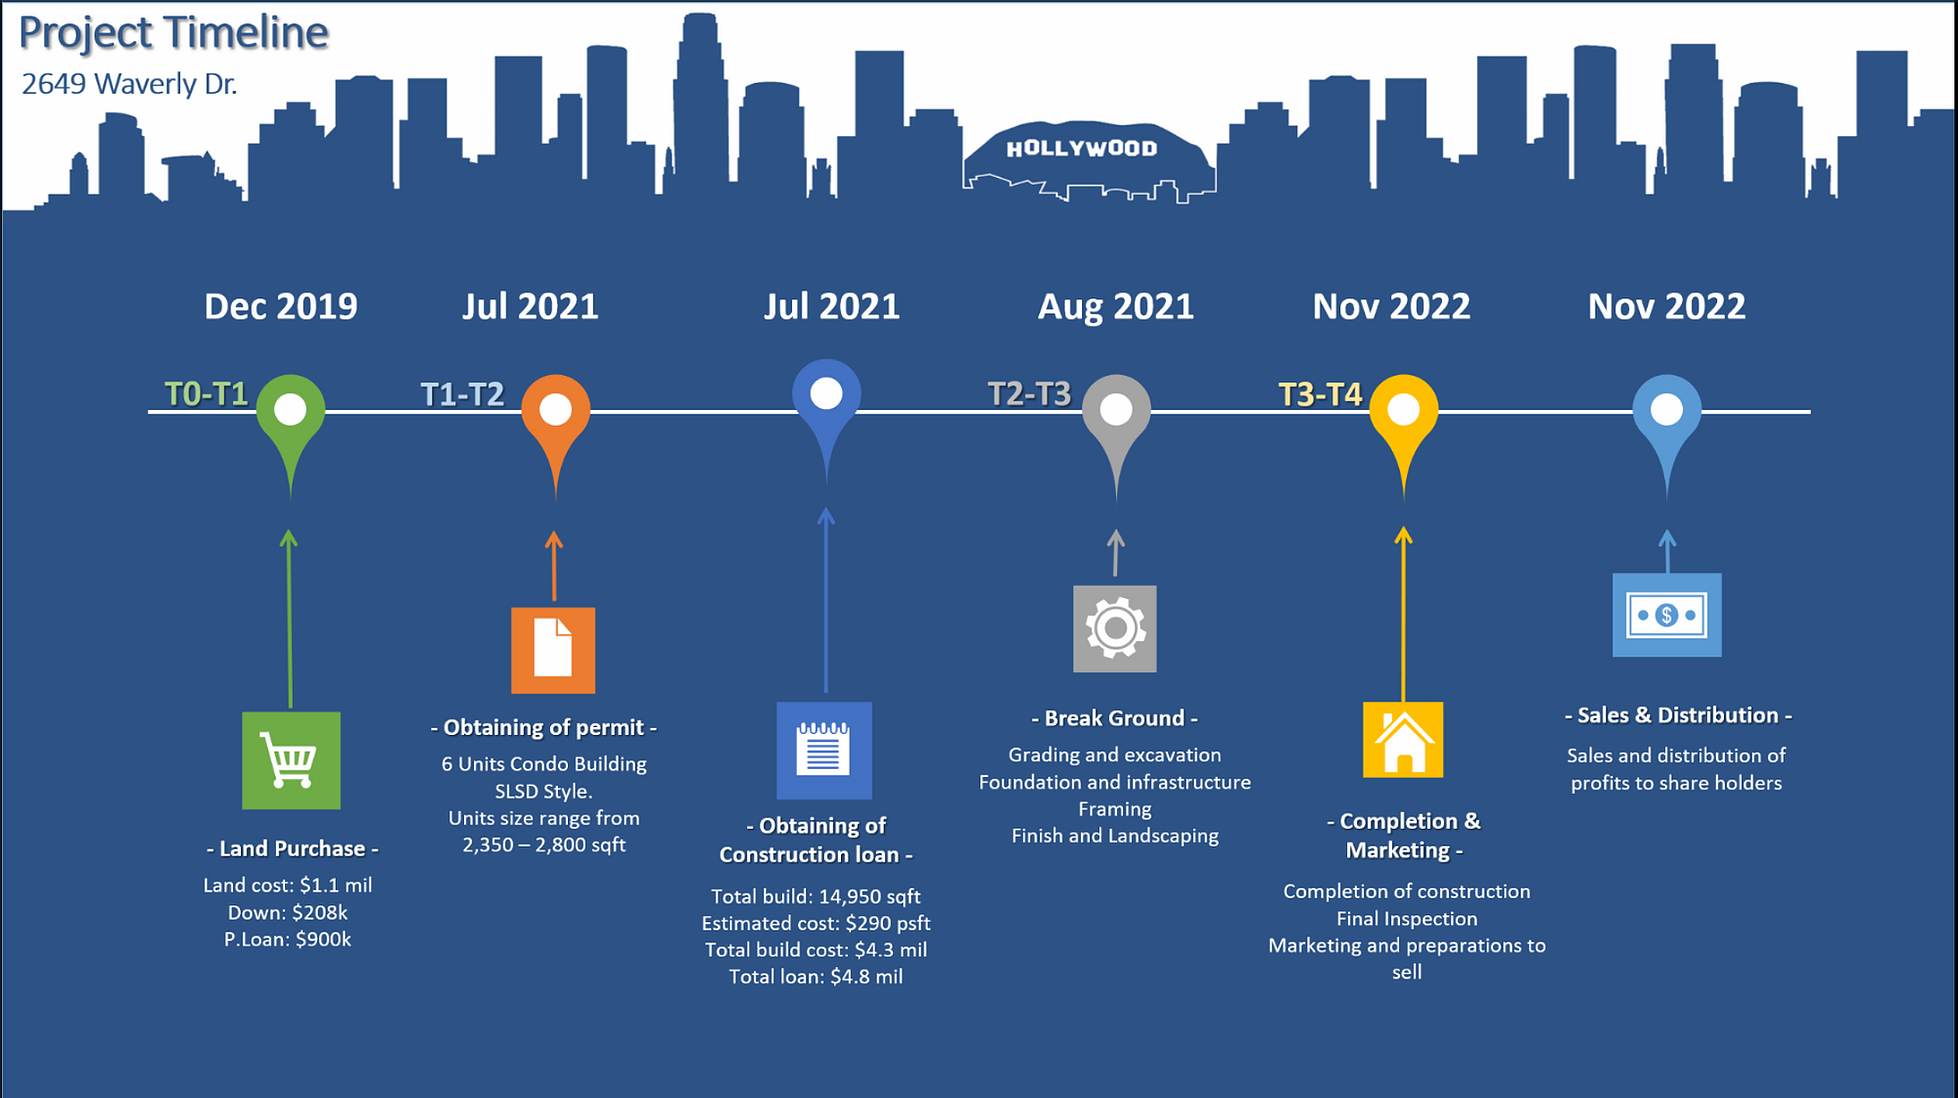 Project Timeline
2649 Waverly Dr.
HOLLYWOOD
Dec 2019
Jul 2021
Jul 2021
Aug 2021
Nov 2022
Nov 2022
T0-T1
T1-T2
T2-T3
T3-T4
- Land Purchase -
Land cost: $1.1 mil
Down: $208k
P.Loan: $900k
- Obtaining of permit -
6 Units Condo Building
SLSD Style.
Units size range from
2,350 – 2,800 sqft
- Obtaining of
Construction loan -
Total build: 14,950 sqft
Estimated cost: $290 psft
Total build cost: $4.3 mil
Total loan: $4.8 mil
- Break Ground -
Grading and excavation
Foundation and infrastructure
Framing
Finish and Landscaping
- Completion &
Marketing -
Completion of construction
Final Inspection
Marketing and preparations to
sell
$
- Sales & Distribution -
Sales and distribution of
profits to share holders